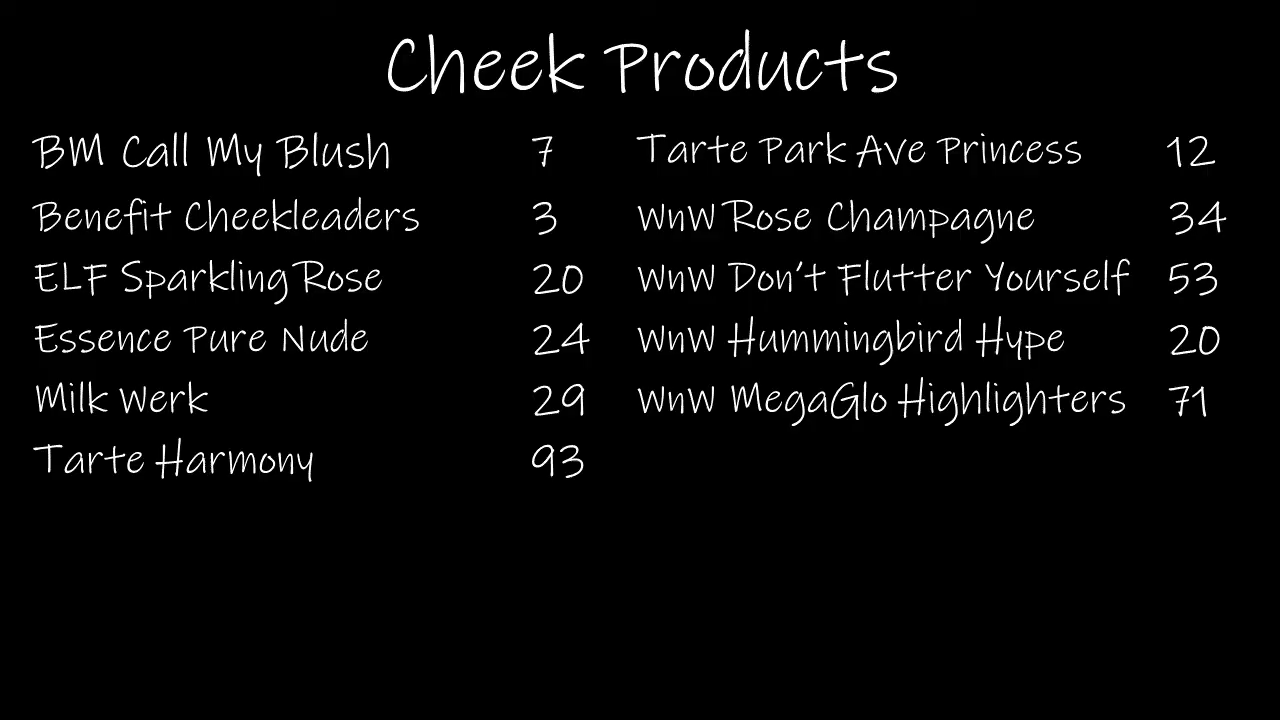 Cheek Products
BM Call My Blush 7
Benefit Cheekleaders 3
ELF Sparkling Rose 20
Essence Pure Nude 24
Milk Werk 29
Tarte Harmony 93
Tarte Park Ave Princess 12
WnW Rose Champagne 34
WnW Don't Flutter Yourself 53
WnW Hummingbird Hype 20
WnW MegaGlo Highlighters 71